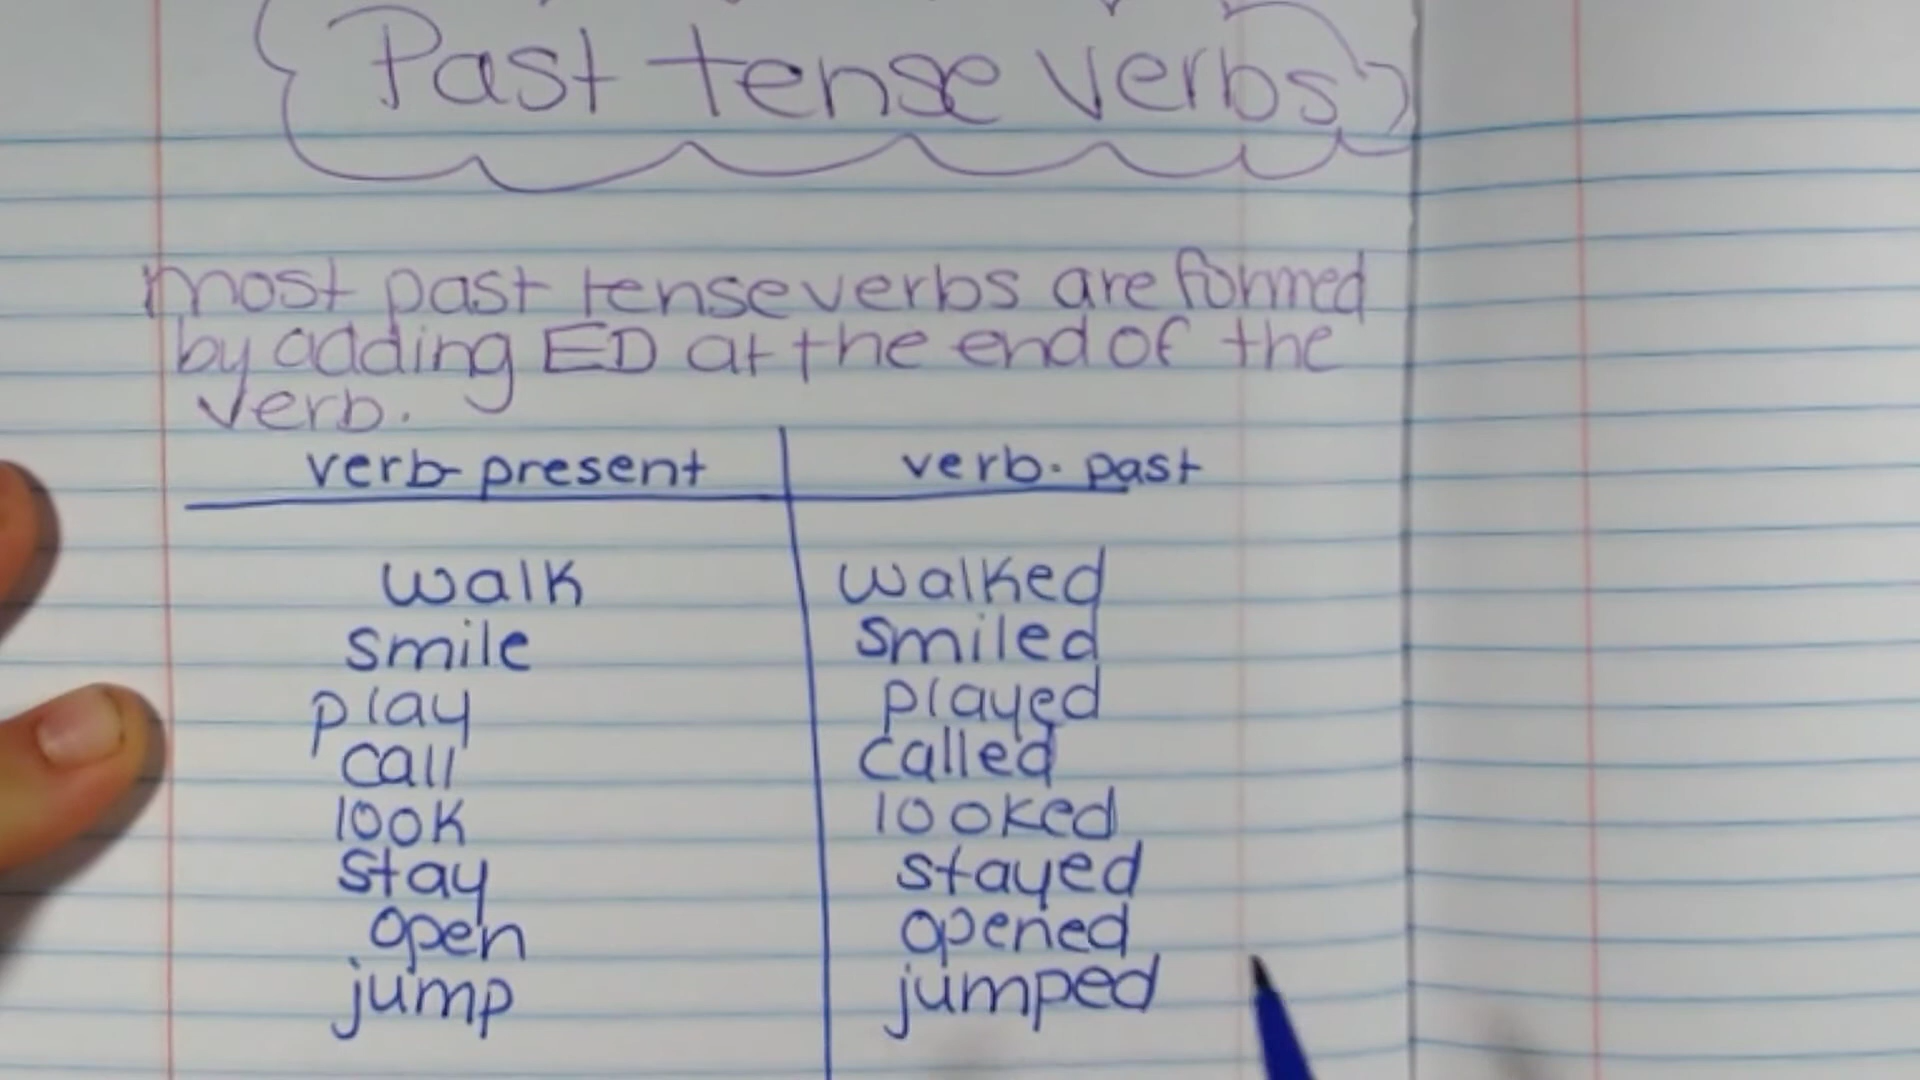 Past tense verbs
most past tense verbs are formed
by adding ED at the end of the
verb.
verb-present verb. past
walk walked
smile smiled
play played
call called
look looked
stay stayed
open opened
jump jumped